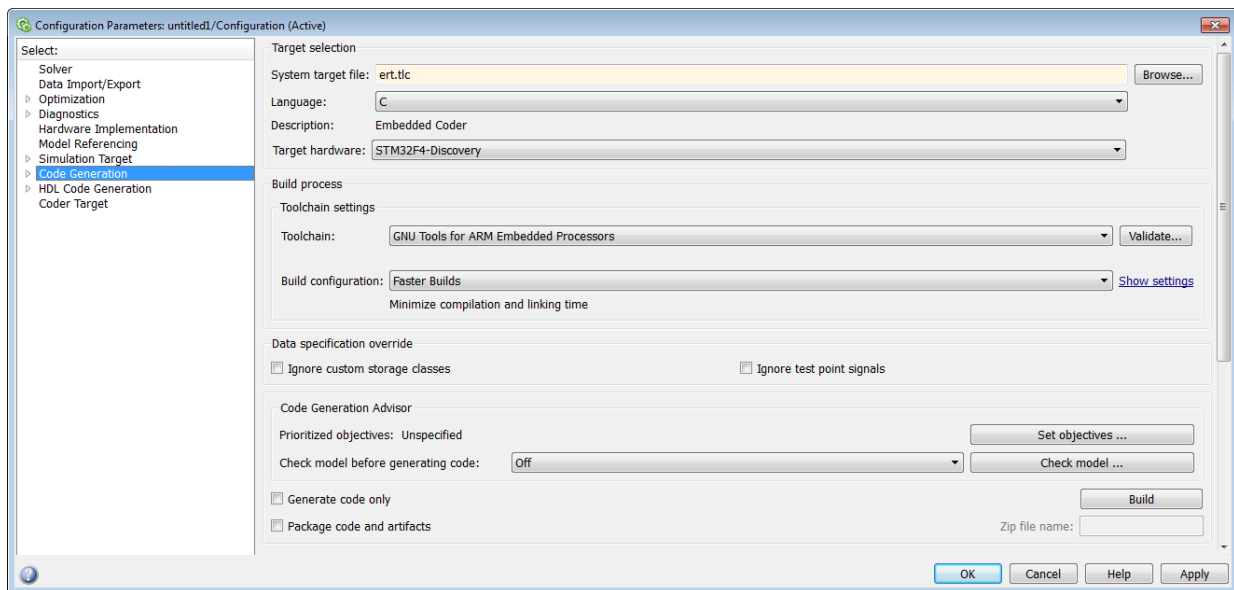 Configuration Parameters: untitled1/Configuration (Active)
Select:
Solver
Data Import/Export
Optimization
Diagnostics
Hardware Implementation
Model Referencing
Simulation Target
Code Generation
HDL Code Generation
Coder Target
Target selection
System target file: ert.tlc Browse...
Language: C
Description: Embedded Coder
Target hardware: STM32F4-Discovery
Build process
Toolchain settings
Toolchain: GNU Tools for ARM Embedded Processors Validate...
Build configuration: Faster Builds Show settings
Minimize compilation and linking time
Data specification override
Ignore custom storage classes Ignore test point signals
Code Generation Advisor
Prioritized objectives: Unspecified Set objectives ...
Check model before generating code: Off Check model ...
Generate code only Build
Package code and artifacts Zip file name:
OK Cancel Help Apply